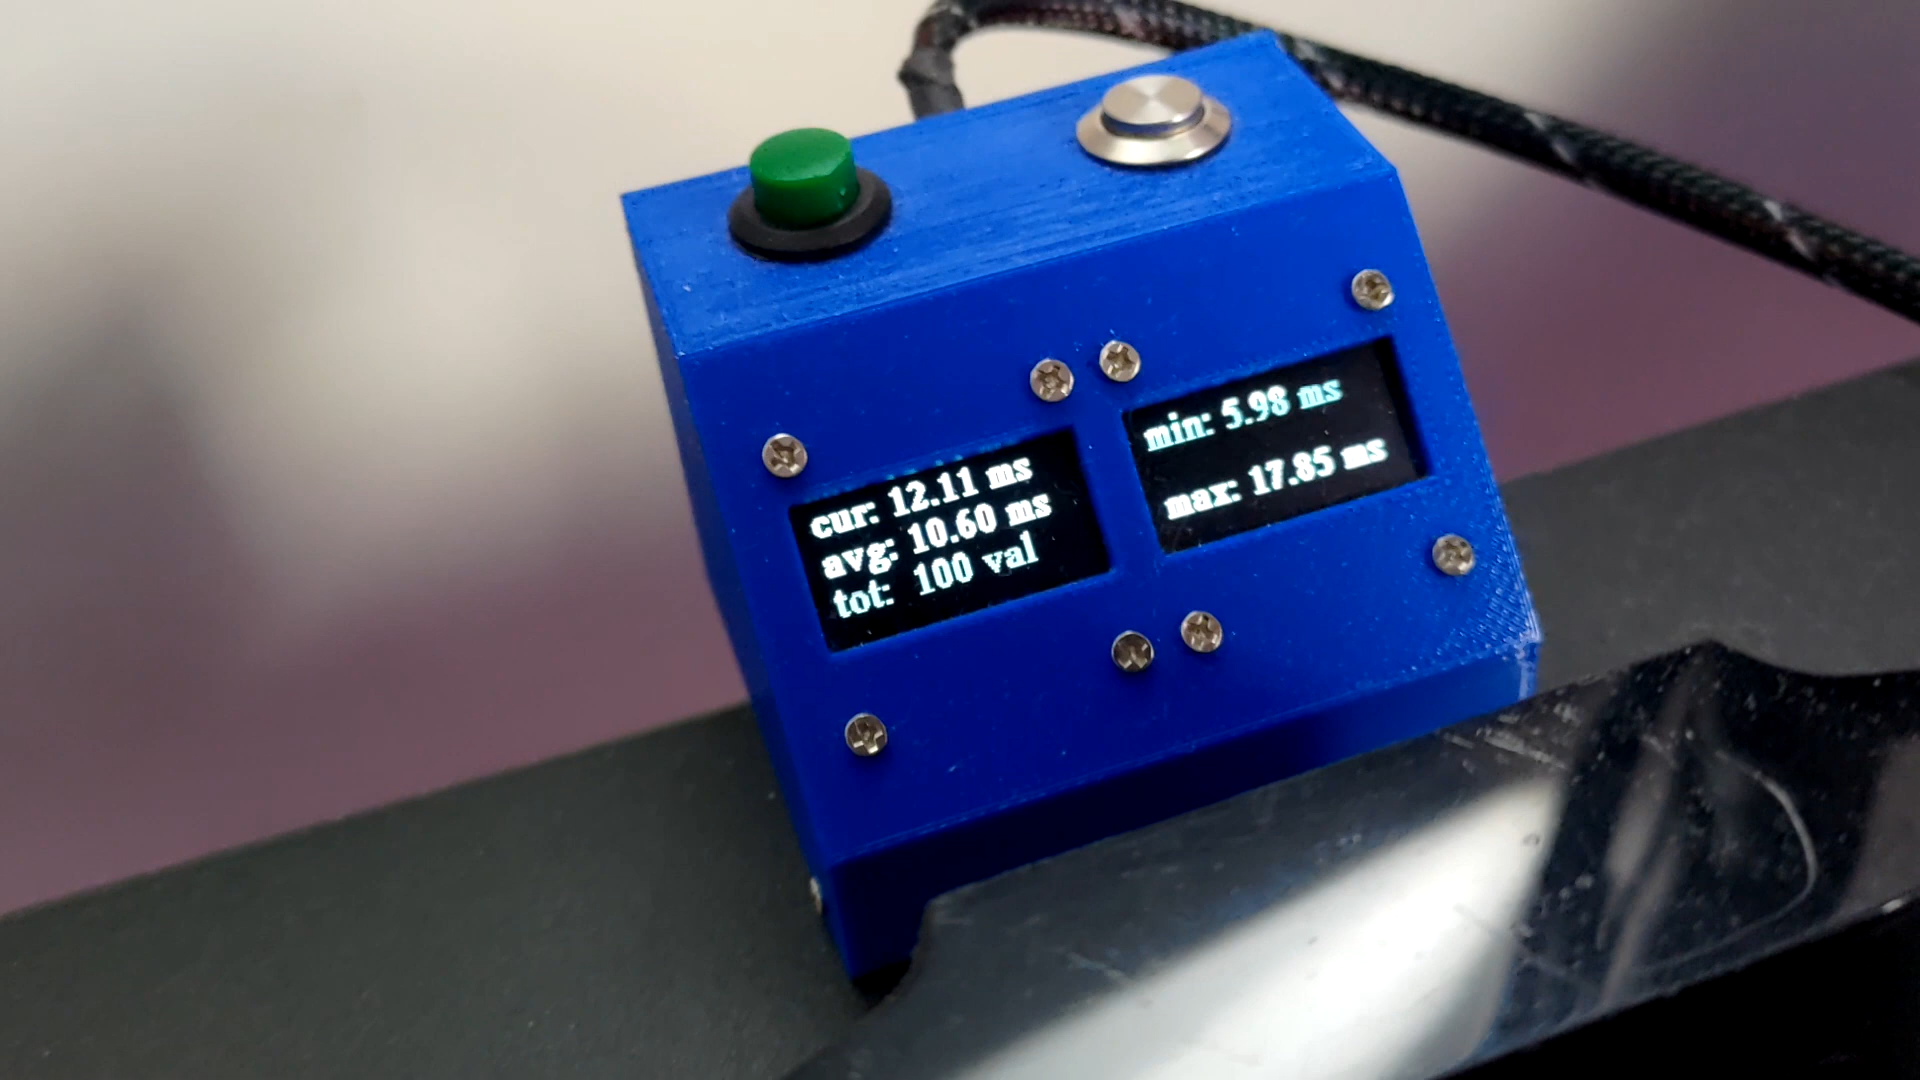 cur: 12.11 ms
avg: 10.60 ms
tot: 100 val
min: 5.98 ms
max: 17.85 ms